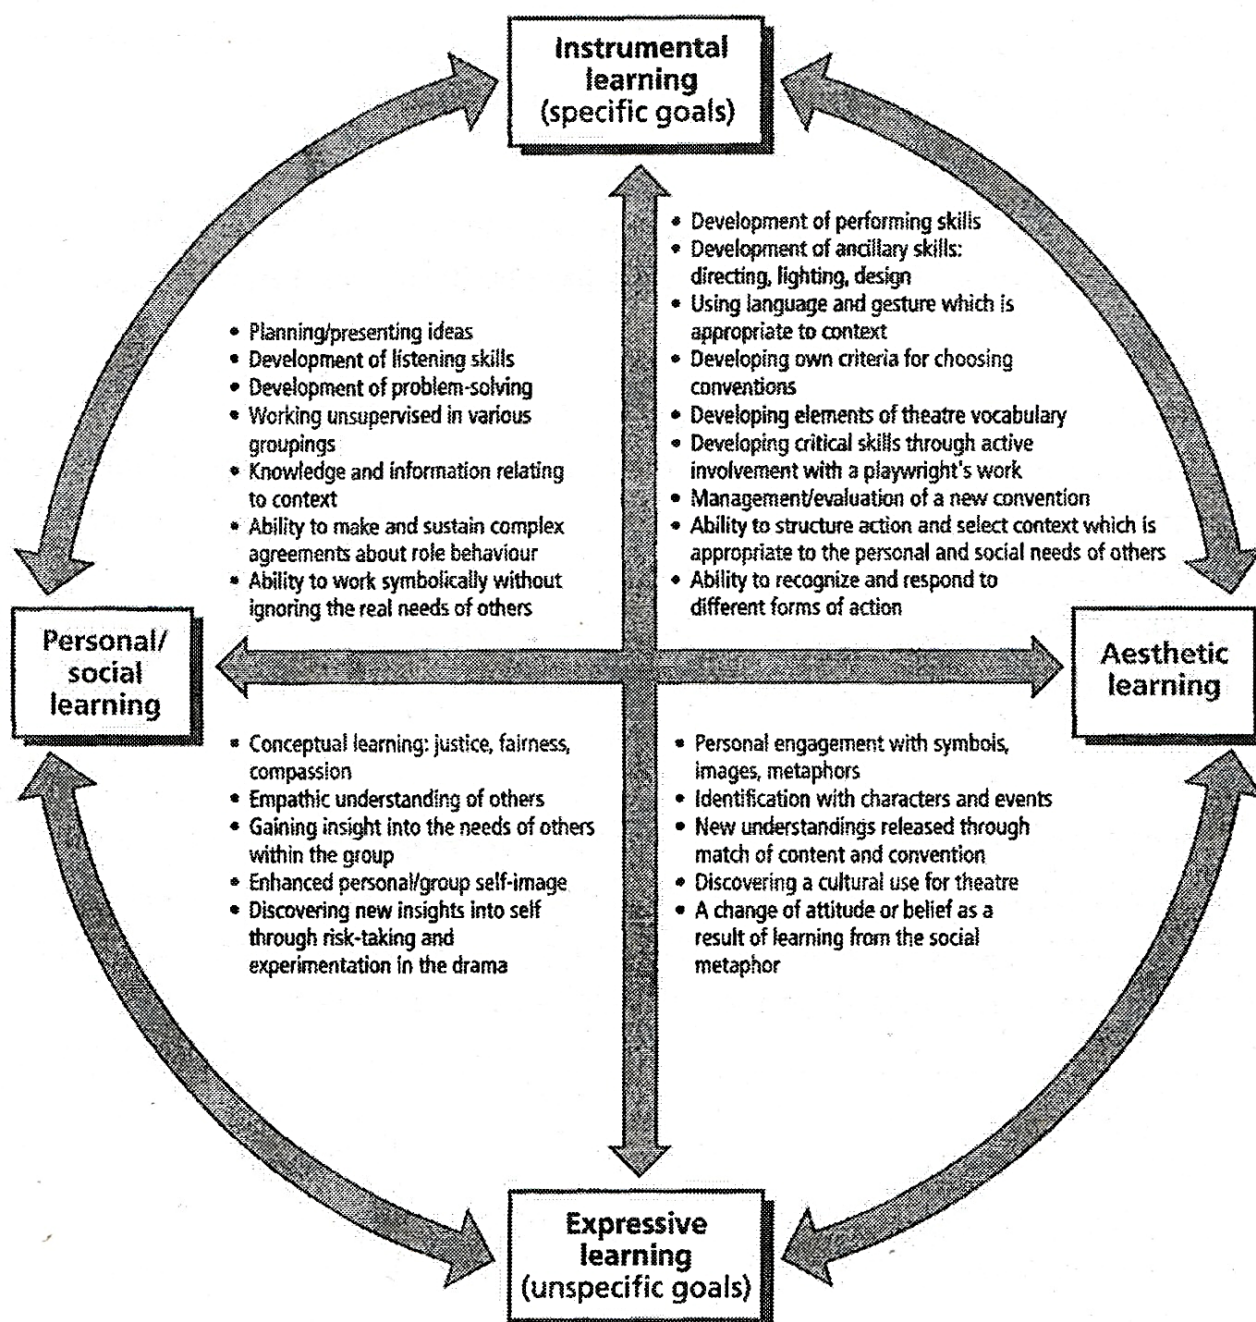 Instrumental
learning
(specific goals)
• Development of performing skills
• Development of ancillary skills:
directing, lighting, design
• Using language and gesture which is
appropriate to context
• Developing own criteria for choosing
conventions
• Developing elements of theatre vocabulary
• Developing critical skills through active
involvement with a playwright's work
• Management/evaluation of a new convention
• Ability to structure action and select context which is
appropriate to the personal and social needs of others
• Ability to recognize and respond to
different forms of action
• Planning/presenting ideas
• Development of listening skills
• Development of problem-solving
• Working unsupervised in various
groupings
• Knowledge and information relating
to context
• Ability to make and sustain complex
agreements about role behaviour
• Ability to work symbolically without
ignoring the real needs of others
Personal/
social
learning
Aesthetic
learning
• Conceptual learning: justice, fairness,
compassion
• Empathic understanding of others
• Gaining insight into the needs of others
within the group
• Enhanced personal/group self-image
• Discovering new insights into self
through risk-taking and
experimentation in the drama
• Personal engagement with symbols,
images, metaphors
• Identification with characters and events
• New understandings released through
match of content and convention
• Discovering a cultural use for theatre
• A change of attitude or belief as a
result of learning from the social
metaphor
Expressive
learning
(unspecific goals)